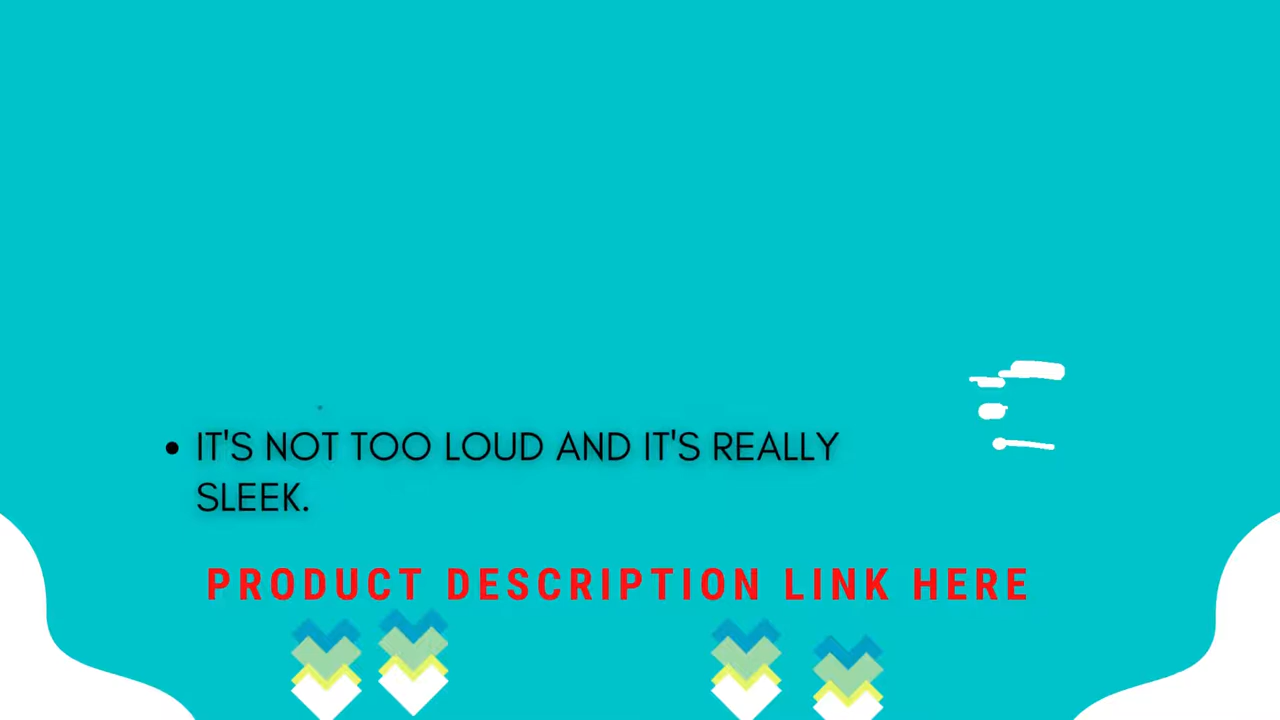 IT'S NOT TOO LOUD AND IT'S REALLY
SLEEK.
PRODUCT DESCRIPTION LINK HERE